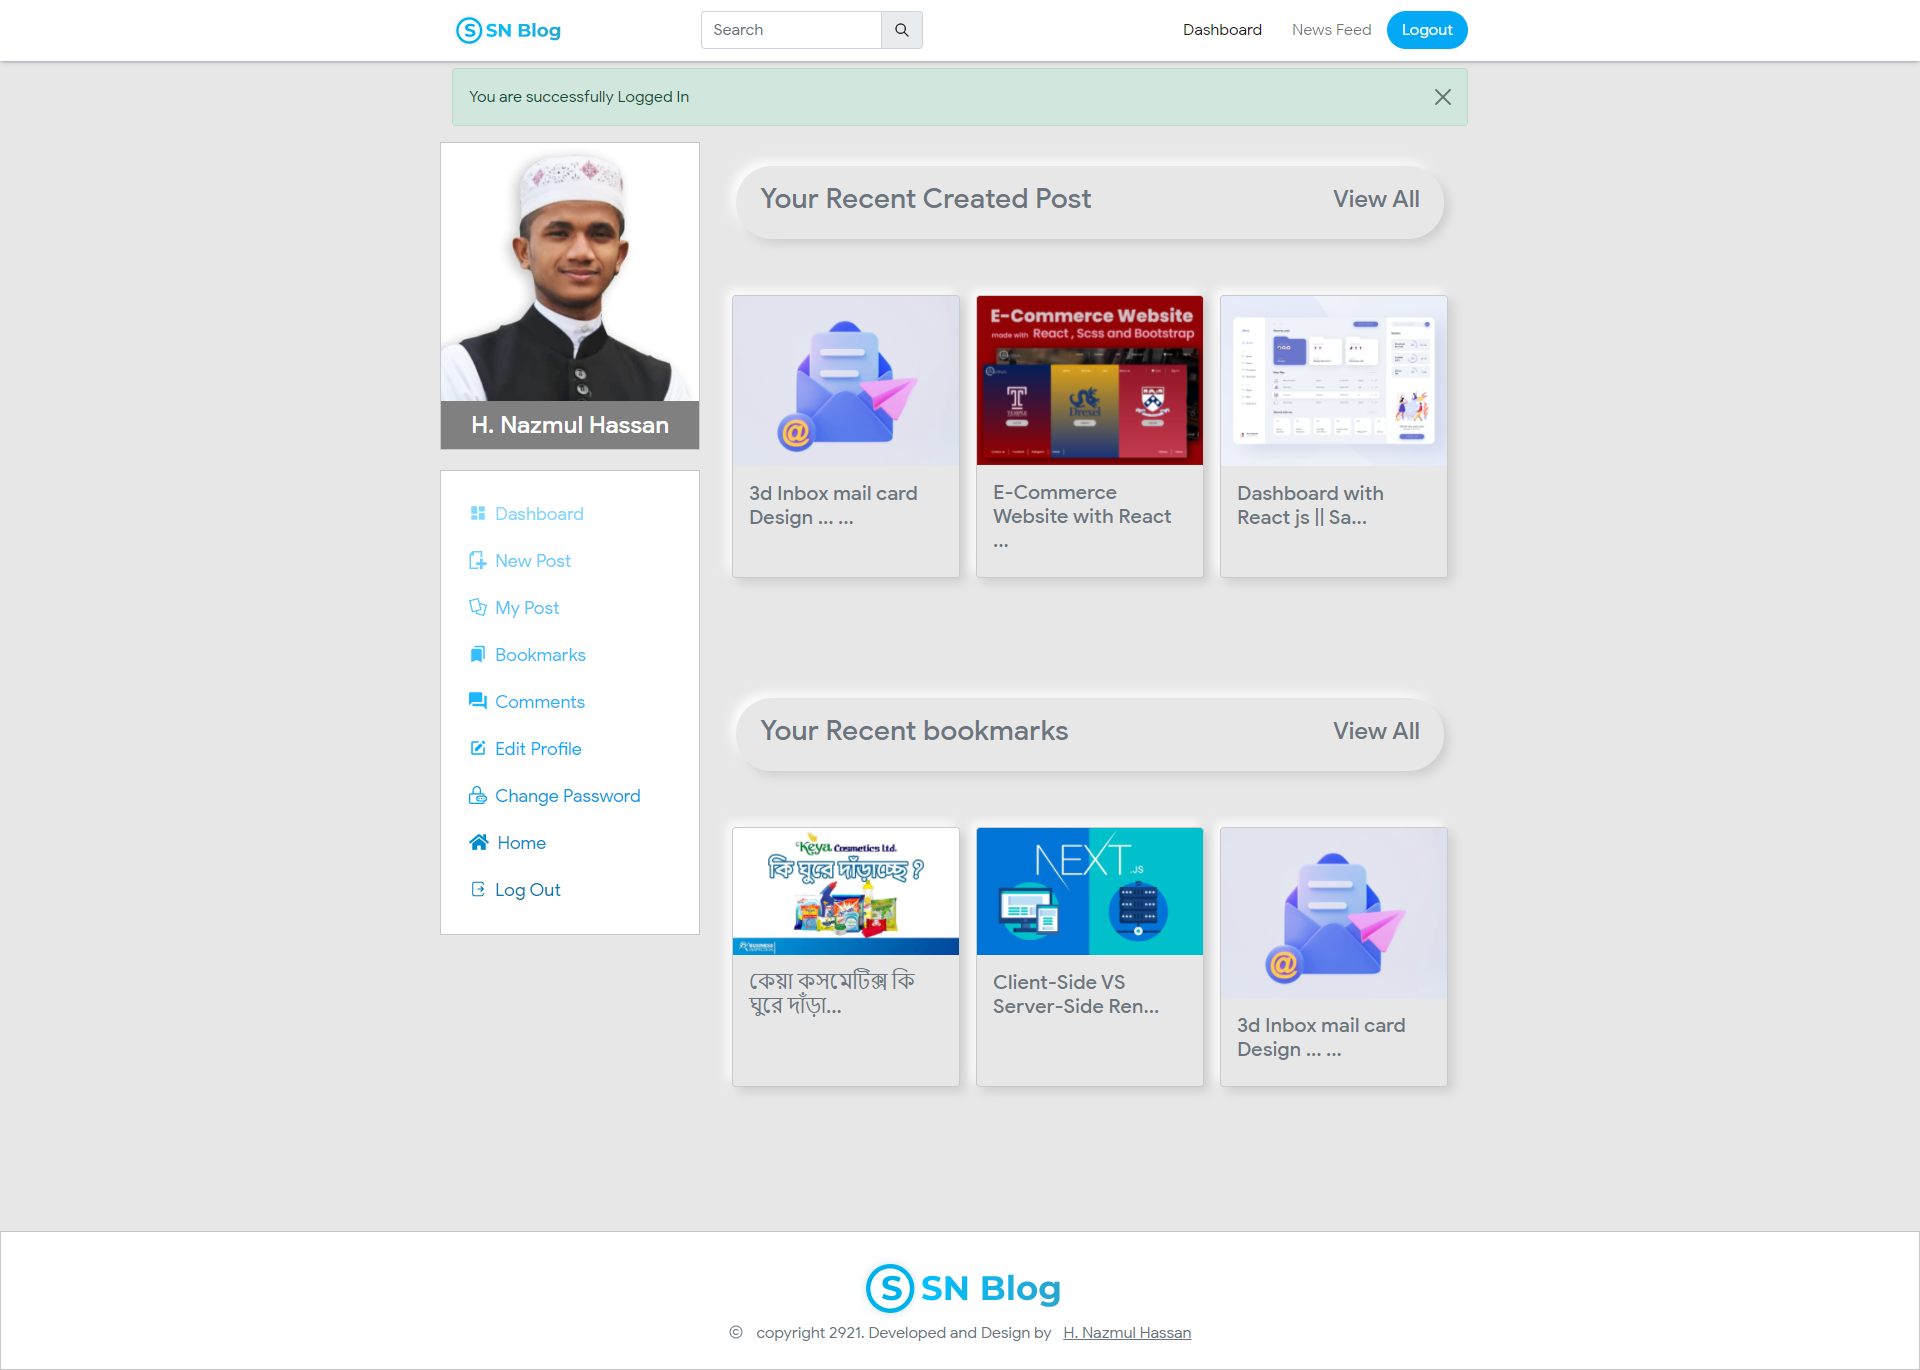 SN Blog
Search
Dashboard
News Feed
Logout
You are successfully Logged In
H. Nazmul Hassan
Dashboard
New Post
My Post
Bookmarks
Comments
Edit Profile
Change Password
Home
Log Out
Your Recent Created Post
View All
E-Commerce Website
made with React , Scss and Bootstrap
TEMPLE
Drexel
3d Inbox mail card
Design ... ...
E-Commerce
Website with React
...
Dashboard with
React js || Sa...
Your Recent bookmarks
View All
Keya Cosmetics Ltd.
কি ঘুরে দাঁড়াচ্ছে ?
NEXT.JS
কেয়া কসমেটিক্স কি
ঘুরে দাঁড়া...
Client-Side VS
Server-Side Ren...
3d Inbox mail card
Design ... ...
SN Blog
© copyright 2921. Developed and Design by H. Nazmul Hassan